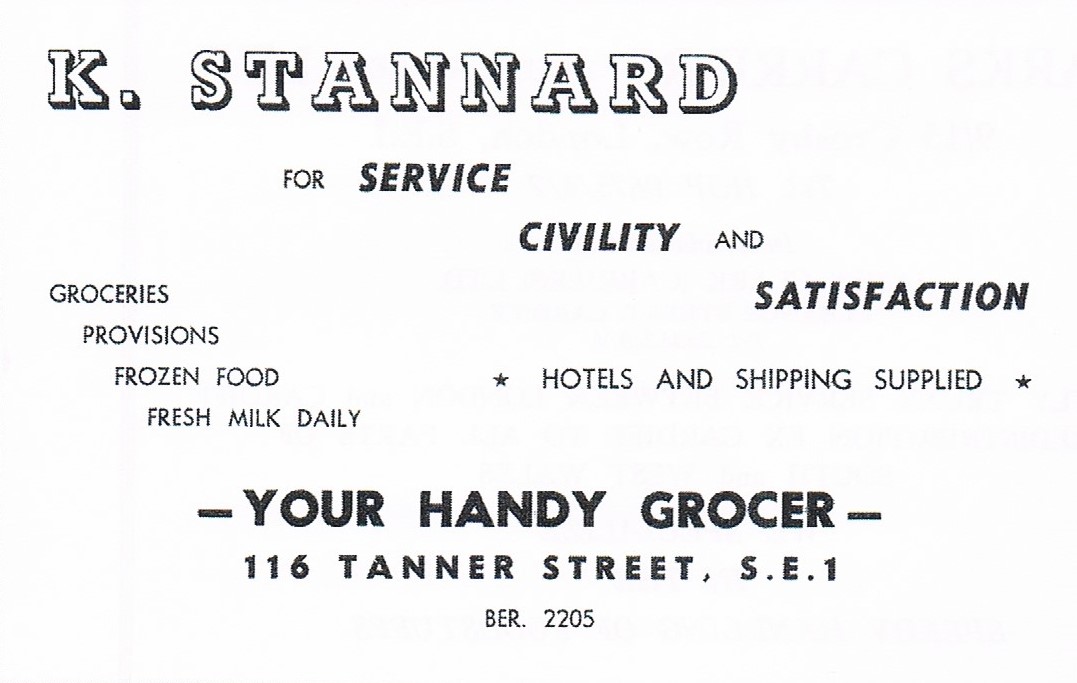 K. STANNARD
FOR SERVICE
CIVILITY AND
SATISFACTION
GROCERIES
PROVISIONS
FROZEN FOOD
FRESH MILK DAILY
★ HOTELS AND SHIPPING SUPPLIED ★
— YOUR HANDY GROCER —
116 TANNER STREET, S.E.1
BER. 2205